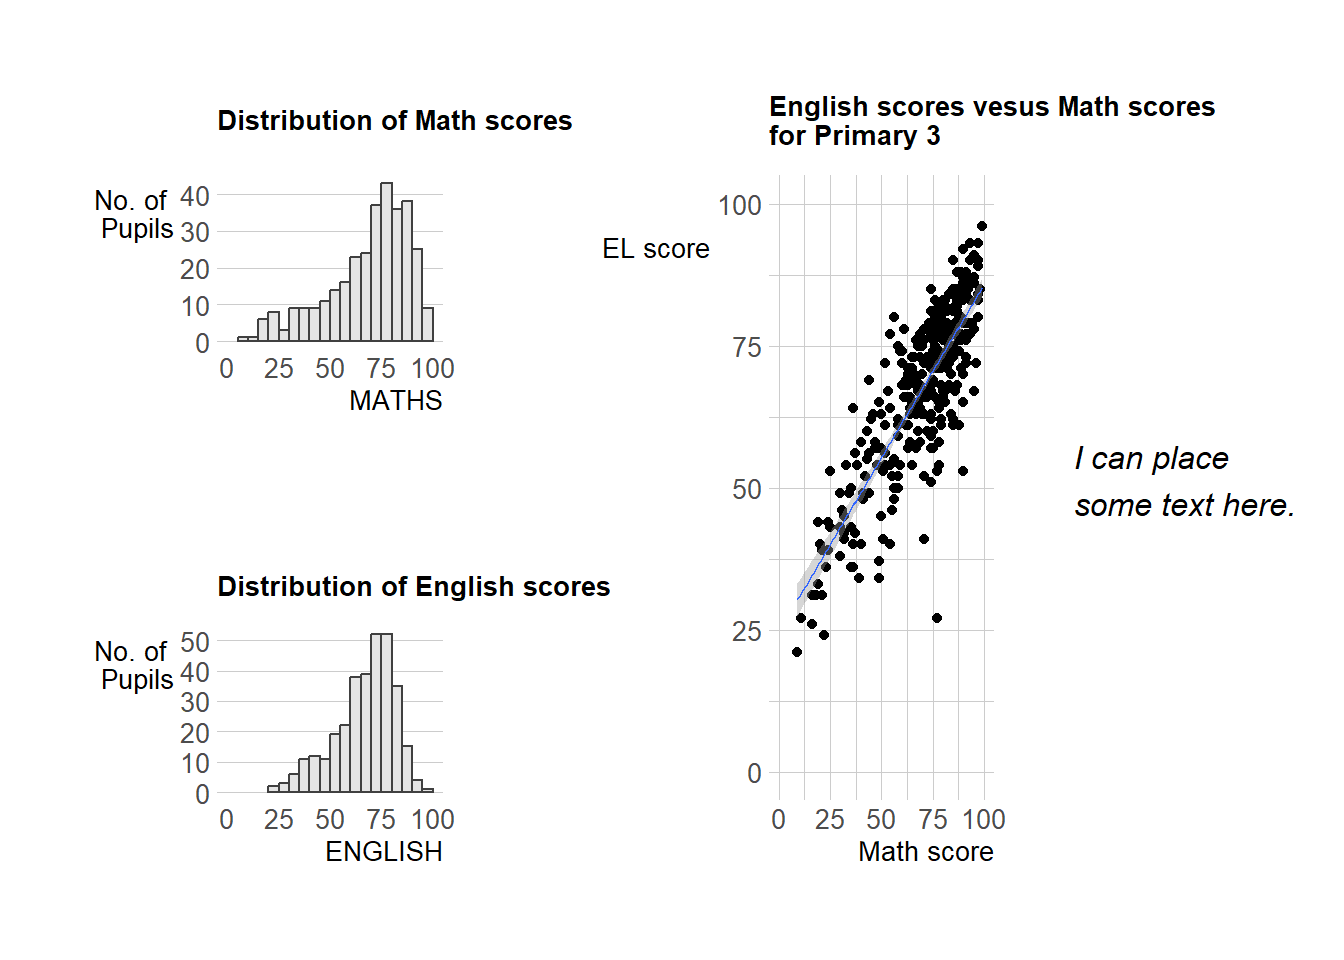 Distribution of Math scores
No. of
Pupils
40
30
20
10
0
0 25 50 75 100
MATHS
Distribution of English scores
No. of
Pupils
50
40
30
20
10
0
0 25 50 75 100
ENGLISH
English scores vesus Math scores
for Primary 3
EL score
100
75
50
25
0
0 25 50 75 100
Math score
I can place
some text here.